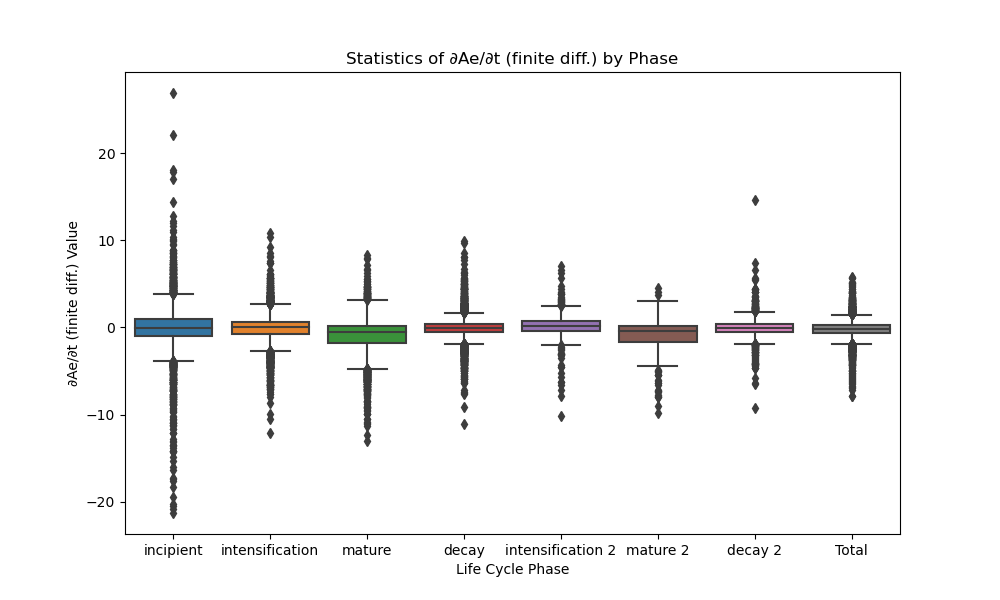 Statistics of ∂Ae/∂t (finite diff.) by Phase
∂Ae/∂t (finite diff.) Value
20
10
0
−10
−20
incipient intensification mature decay intensification 2 mature 2 decay 2 Total
Life Cycle Phase